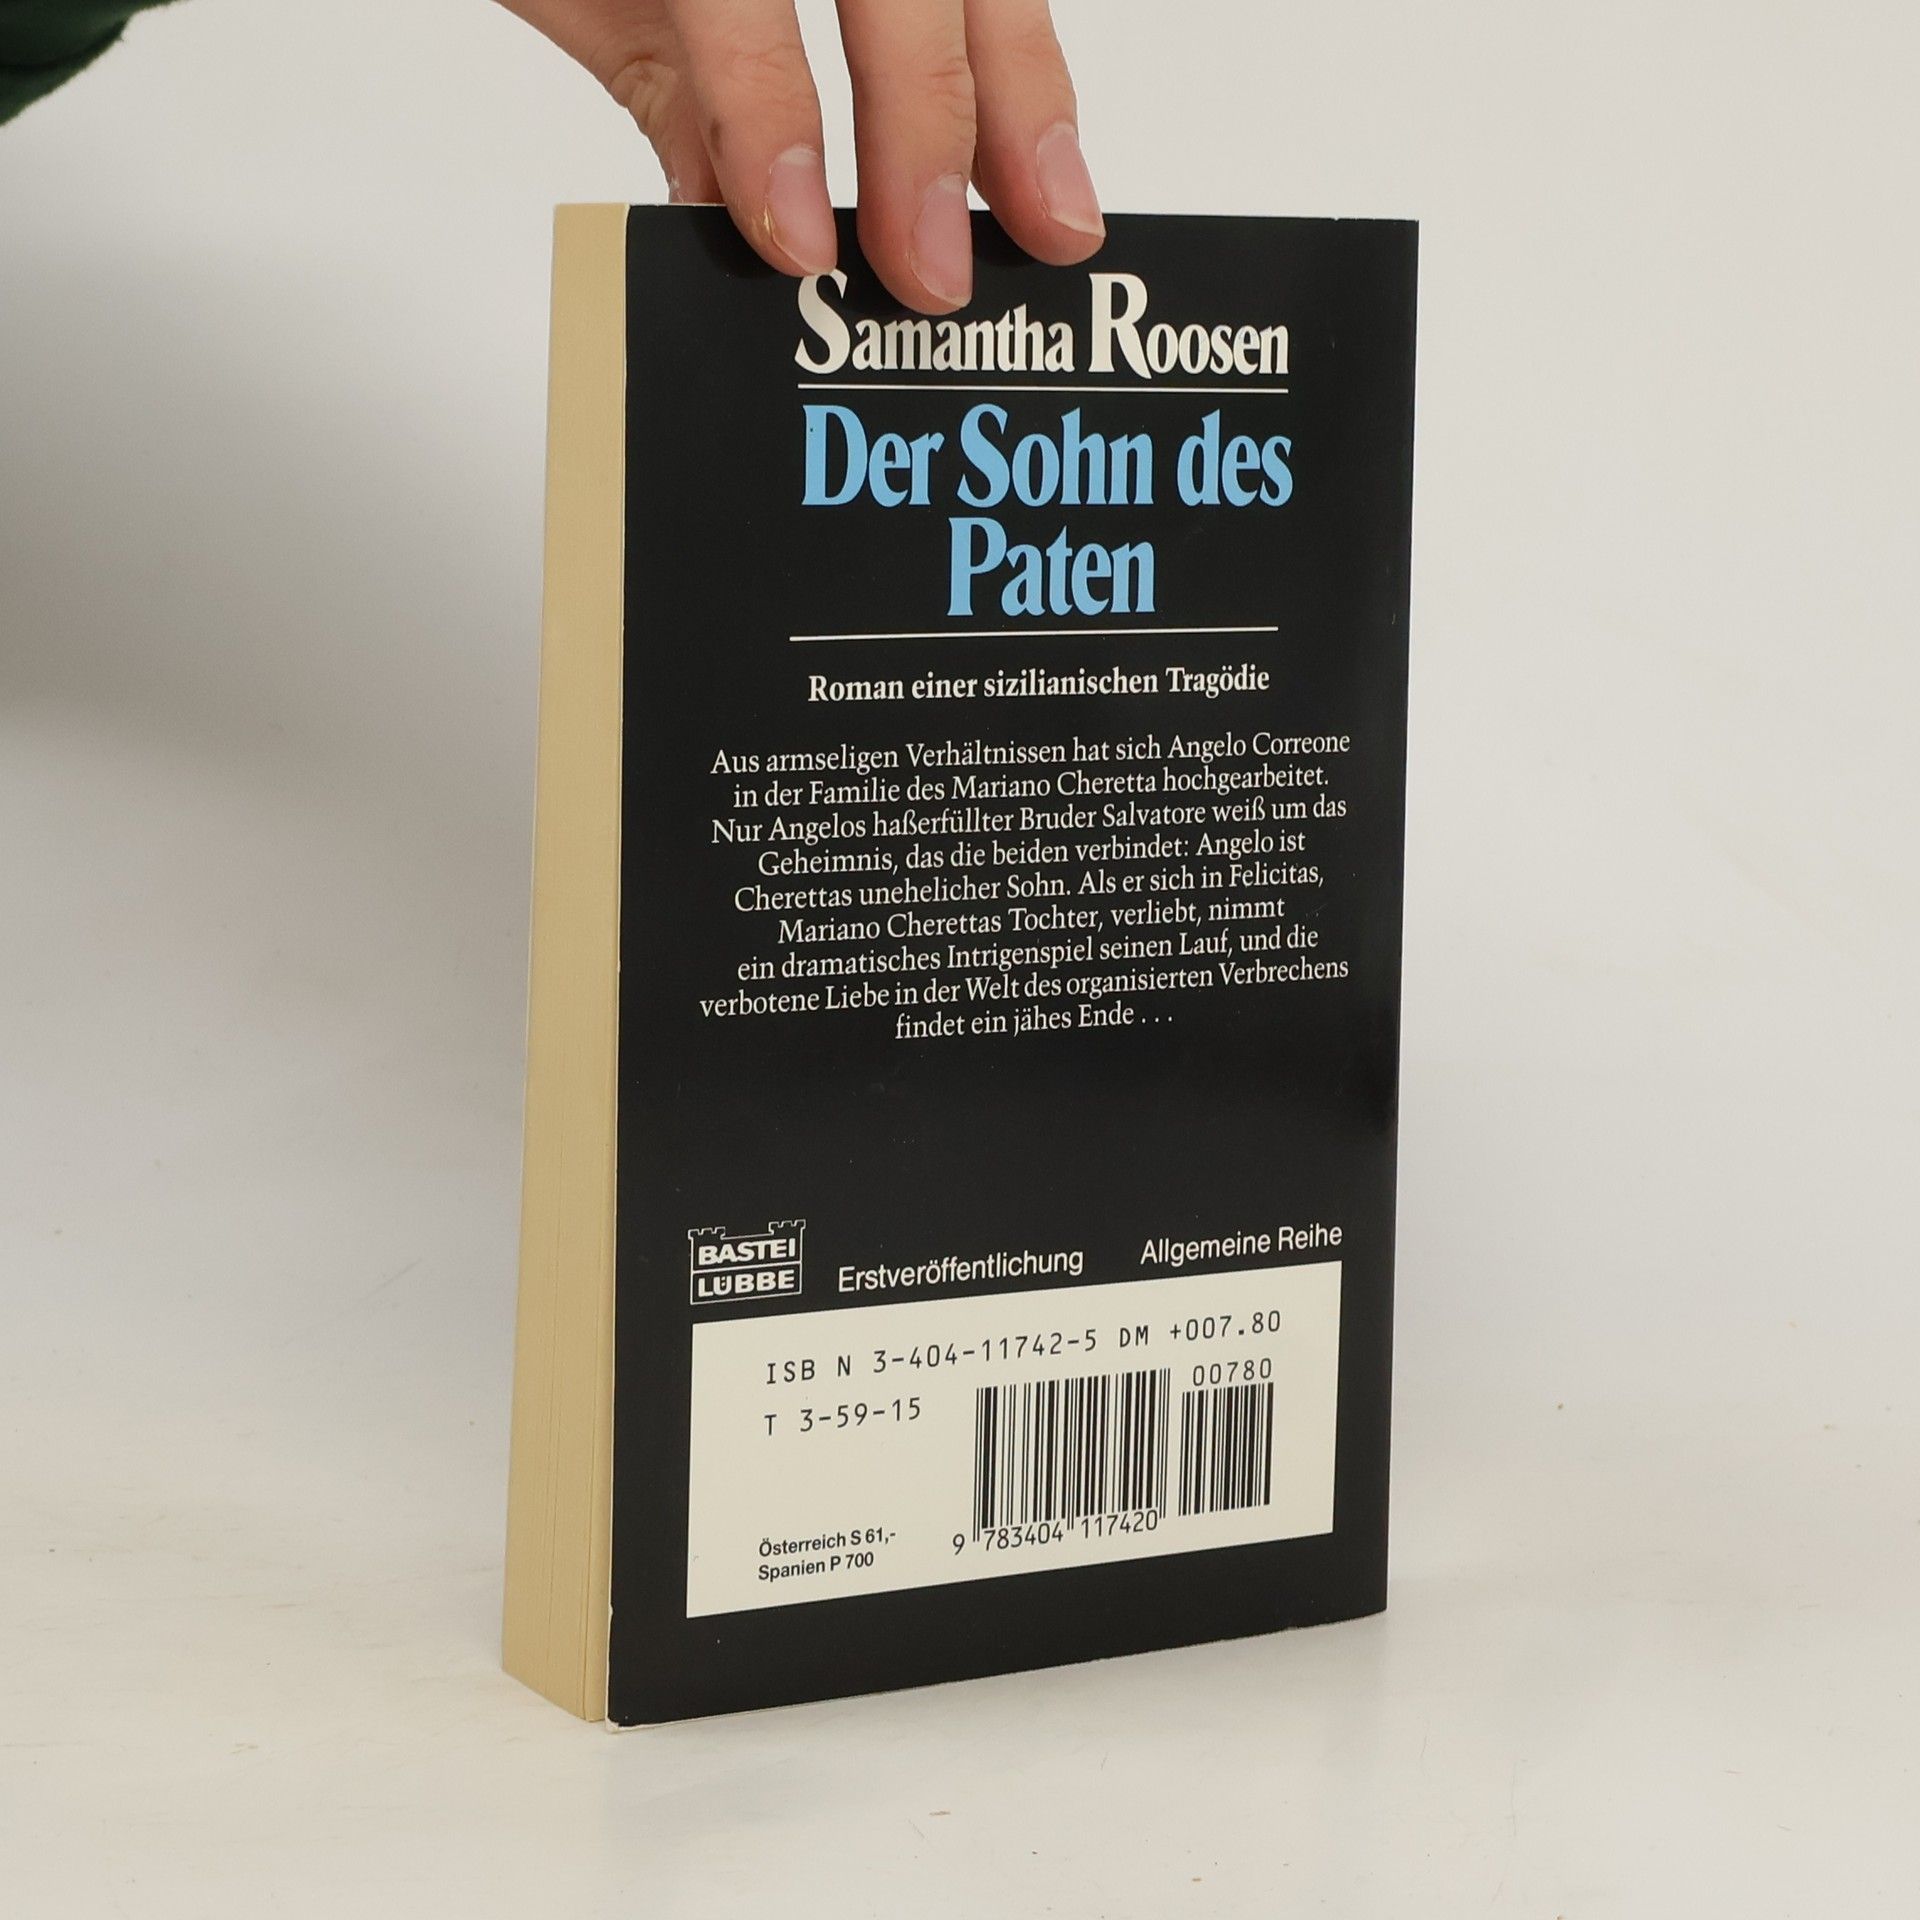 Samantha Roosen
Der Sohn des
Paten
Roman einer sizilianischen Tragödie
Aus armseligen Verhältnissen hat sich Angelo Correone
in der Familie des Mariano Cheretta hochgearbeitet.
Nur Angelos haßerfüllter Bruder Salvatore weiß um das
Geheimnis, das die beiden verbindet: Angelo ist
Cherettas unehelicher Sohn. Als er sich in Felicitas,
Mariano Cherettas Tochter, verliebt, nimmt
ein dramatisches Intrigenspiel seinen Lauf, und die
verbotene Liebe in der Welt des organisierten Verbrechens
findet ein jähes Ende . . .
BASTEI
LÜBBE
Erstveröffentlichung
Allgemeine Reihe
ISB N 3-404-11742-5 DM +007.80
00780
T 3-59-15
Österreich S 61,-
Spanien P 700
9 783404 117420